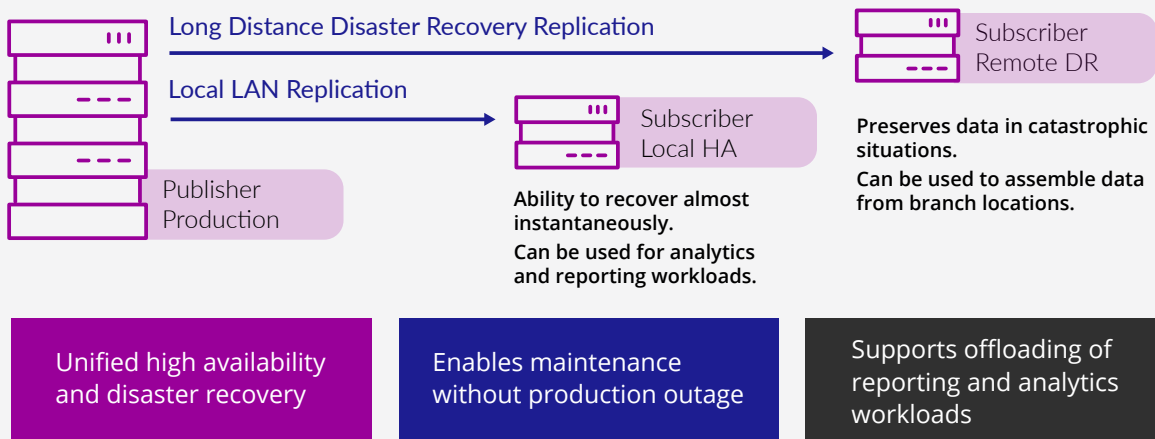 Long Distance Disaster Recovery Replication
Subscriber
Remote DR
Local LAN Replication
Subscriber
Local HA
Publisher
Production
Preserves data in catastrophic
situations.
Can be used to assemble data
from branch locations.
Ability to recover almost
instantaneously.
Can be used for analytics
and reporting workloads.
Unified high availability
and disaster recovery
Enables maintenance
without production outage
Supports offloading of
reporting and analytics
workloads